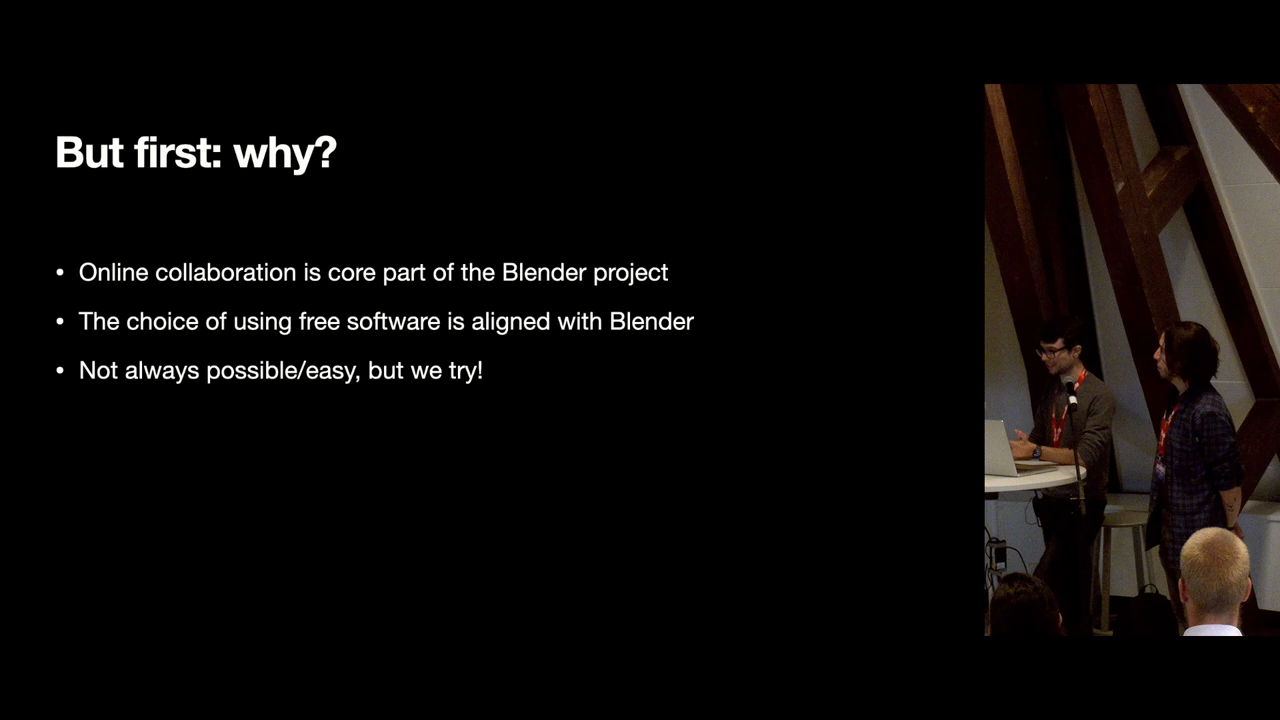 But first: why?
• Online collaboration is core part of the Blender project
• The choice of using free software is aligned with Blender
• Not always possible/easy, but we try!